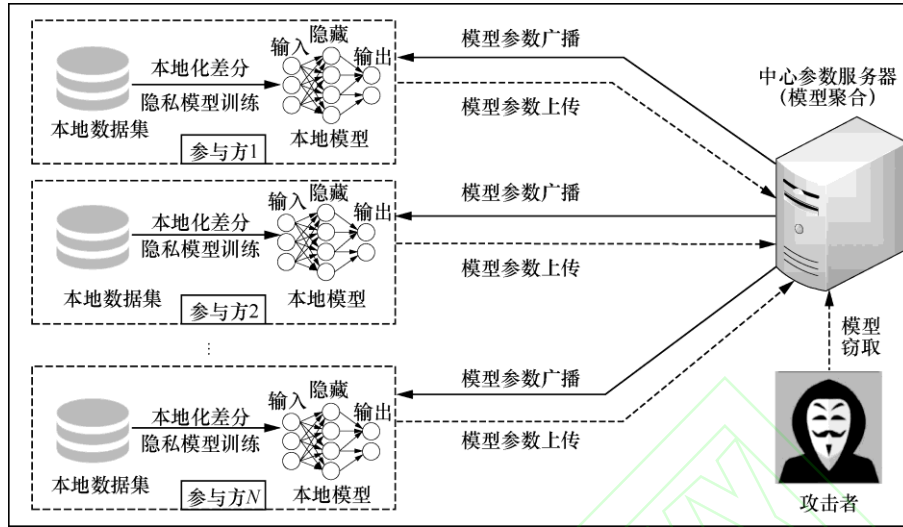 输入
隐藏
输出
本地化差分
隐私模型训练
本地数据集
本地模型
参与方1
模型参数广播
模型参数上传
中心参数服务器
(模型聚合)
输入
隐藏
输出
本地化差分
隐私模型训练
本地数据集
本地模型
参与方2
模型参数广播
模型参数上传
⋮
输入
隐藏
输出
本地化差分
隐私模型训练
本地数据集
本地模型
参与方N
模型参数广播
模型参数上传
模型
窃取
攻击者